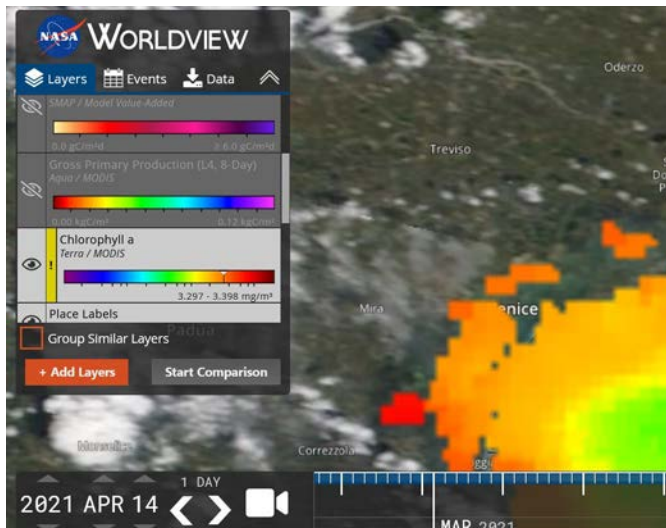 NASA WORLDVIEW
Layers Events Data
SMAP / Model Value-Added
0.0 gC/m²d ≥ 6.0 gC/m²d
Gross Primary Production (L4, 8-Day)
Aqua / MODIS
0.00 kgC/m² 0.12 kgC/m²
Chlorophyll a
Terra / MODIS
3.297 - 3.398 mg/m³
Place Labels
Group Similar Layers
+ Add Layers Start Comparison
Oderzo
Treviso
Do
Mira
enice
Padua
Monselice
Correzzola
1 DAY
2021 APR 14
MAR 2021